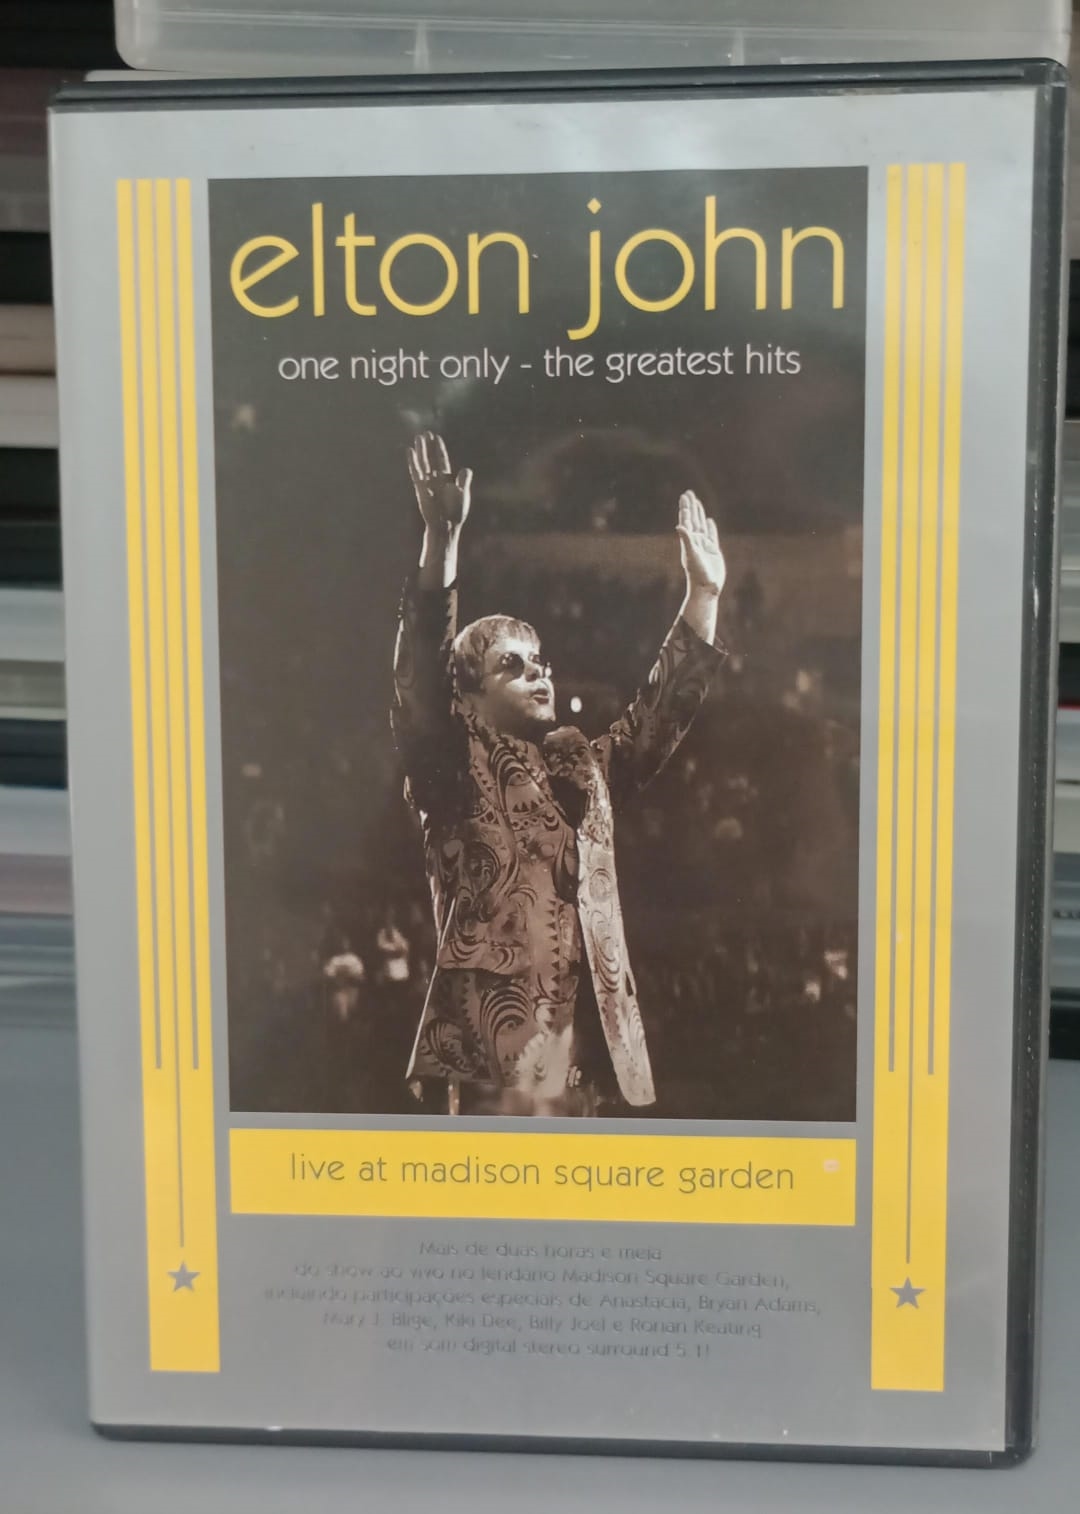 elton john
one night only - the greatest hits
live at madison square garden
Mais de duas horas e meia
do show ao vivo no lendário Madison Square Garden,
incluindo participações especiais de Anastacia, Bryan Adams,
Mary J. Blige, Kiki Dee, Billy Joel e Ronan Keating
em som digital stereo surround 5.1!